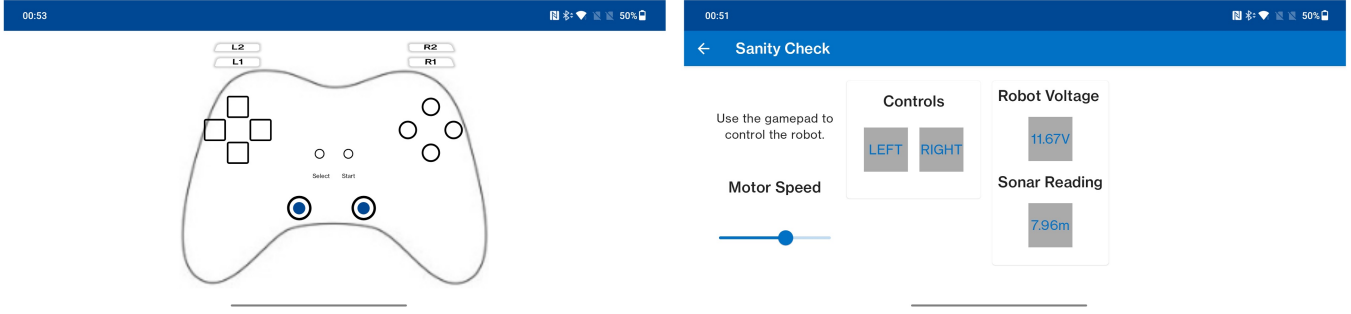 00:53
50%
L2
R2
L1
R1
Select
Start
00:51
50%
Sanity Check
Use the gamepad to
control the robot.
Motor Speed
Controls
LEFT
RIGHT
Robot Voltage
11.67V
Sonar Reading
7.96m